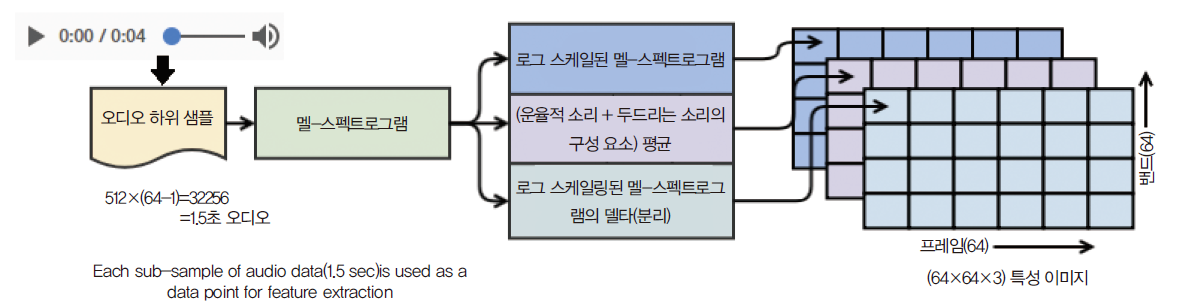 0:00 / 0:04
오디오 하위 샘플
512×(64-1)=32256
=1.5초 오디오
Each sub-sample of audio data(1.5 sec)is used as a
data point for feature extraction
멜-스펙트로그램
로그 스케일된 멜-스펙트로그램
(운율적 소리 + 두드리는 소리의
구성 요소) 평균
로그 스케일링된 멜-스펙트로그
램의 델타(분리)
밴드(64)
프레임(64)
(64×64×3) 특성 이미지